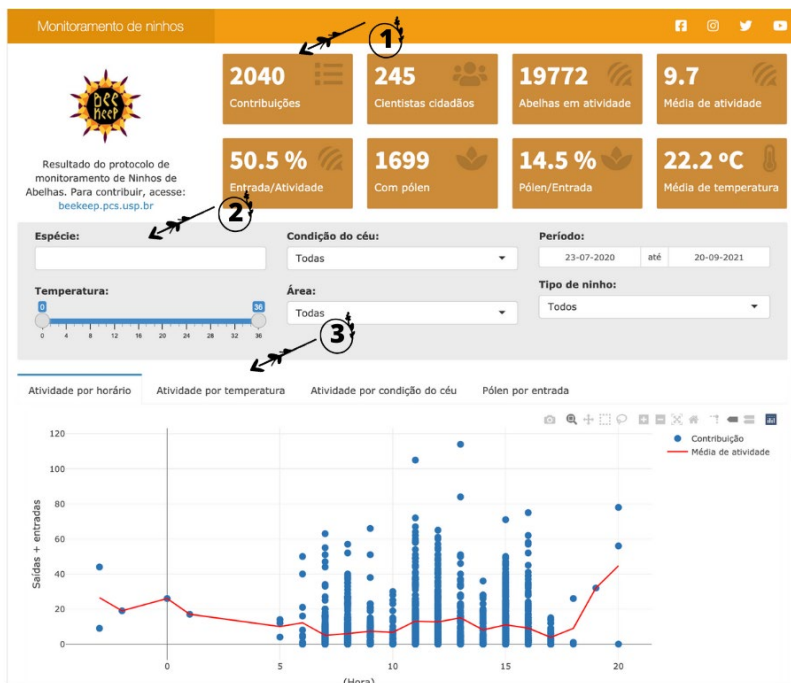 Monitoramento de ninhos
1
BEE
KEEP
Resultado do protocolo de
monitoramento de Ninhos de
Abelhas. Para contribuir, acesse:
beekeep.pcs.usp.br
2040
Contribuições
245
Cientistas cidadãos
19772
Abelhas em atividade
9.7
Média de atividade
50.5 %
Entrada/Atividade
1699
Com pólen
14.5 %
Pólen/Entrada
22.2 ºC
Média de temperatura
2
Espécie:
Condição do céu:
Todas
Período:
23-07-2020 até 20-09-2021
Temperatura:
0 36
0 4 8 12 16 20 24 28 32 36
Área:
Todas
Tipo de ninho:
Todos
3
Atividade por horário Atividade por temperatura Atividade por condição do céu Pólen por entrada
Contribuição
Média de atividade
Saídas + entradas
120
100
80
60
40
20
0
0 5 10 15 20
(Hora)